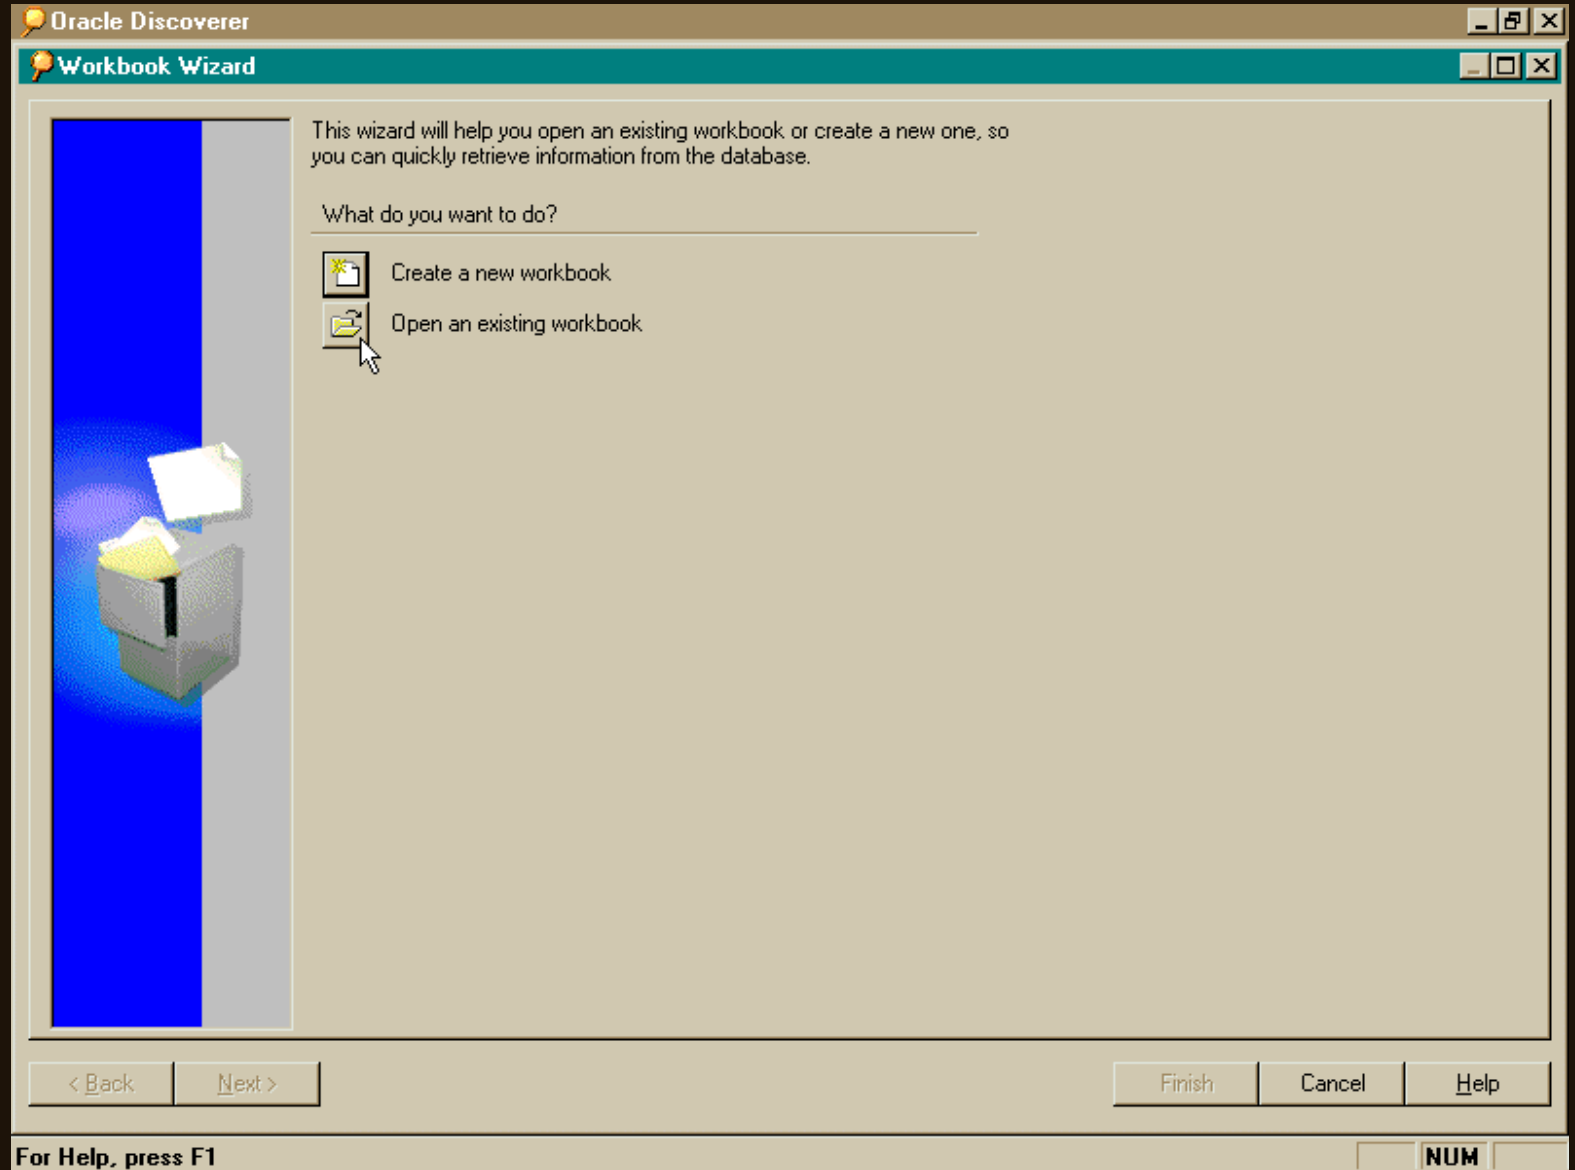 Oracle Discoverer
Workbook Wizard
This wizard will help you open an existing workbook or create a new one, so
you can quickly retrieve information from the database.
What do you want to do?
Create a new workbook
Open an existing workbook
< Back
Next >
Finish
Cancel
Help
For Help, press F1
NUM